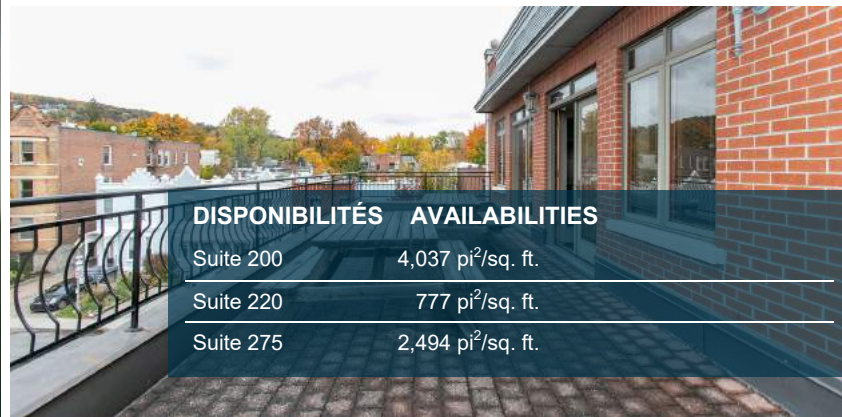 DISPONIBILITÉS AVAILABILITIES
Suite 200 4,037 pi²/sq. ft.
Suite 220 777 pi²/sq. ft.
Suite 275 2,494 pi²/sq. ft.